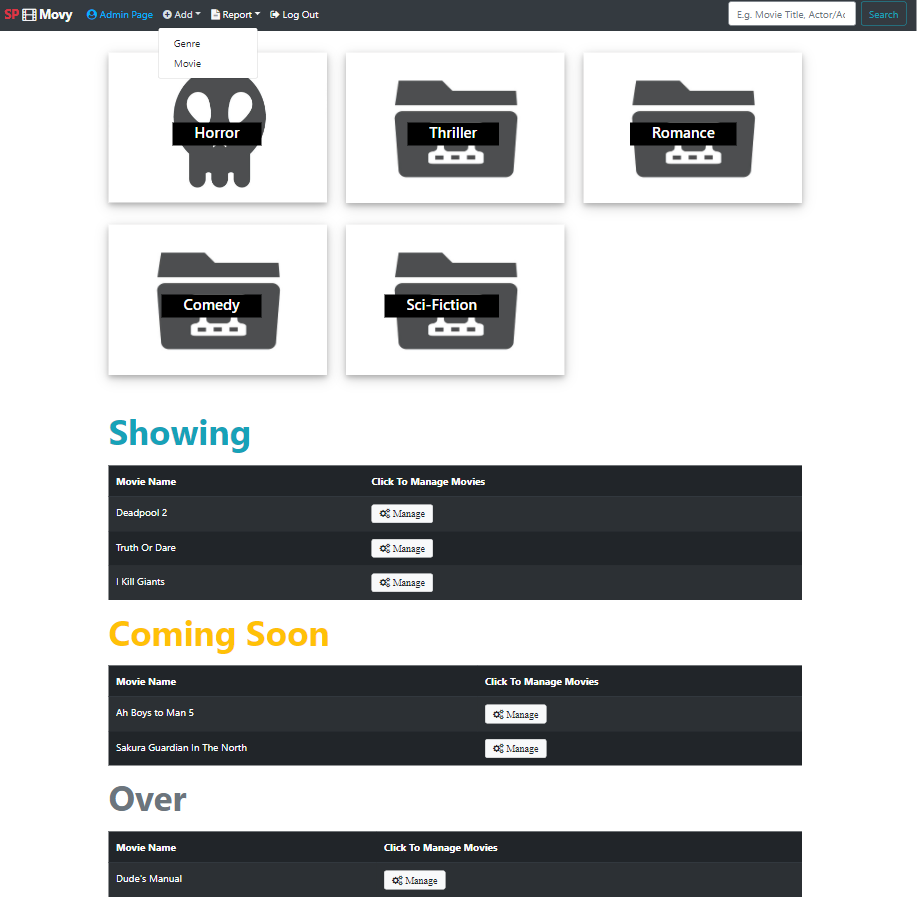 SP Movy Admin Page Add Report Log Out E.g. Movie Title, Actor/Ac Search
Genre
Movie
Horror Thriller Romance
Comedy Sci-Fiction
Showing
Movie Name Click To Manage Movies
Deadpool 2 Manage
Truth Or Dare Manage
I Kill Giants Manage
Coming Soon
Movie Name Click To Manage Movies
Ah Boys to Man 5 Manage
Sakura Guardian In The North Manage
Over
Movie Name Click To Manage Movies
Dude's Manual Manage